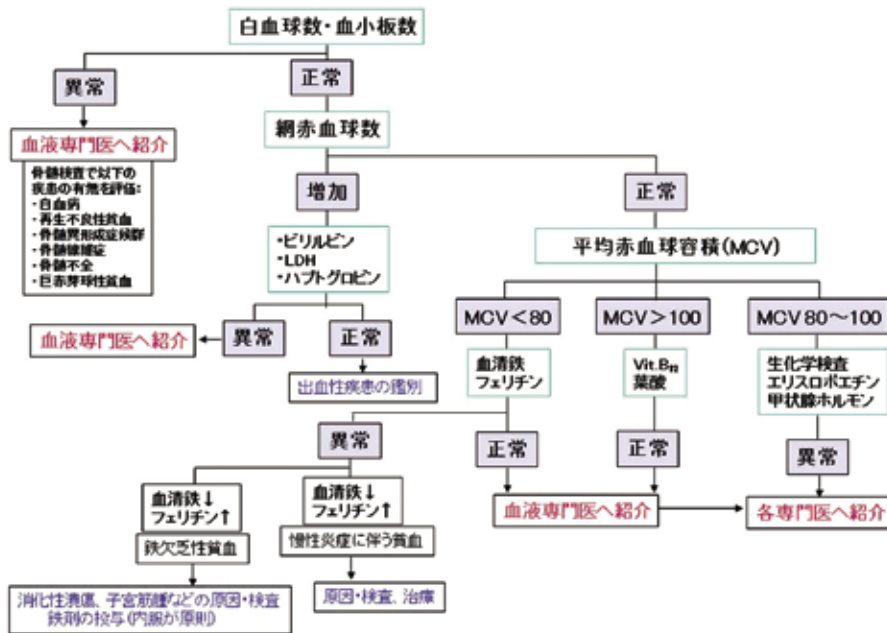 白血球数・血小板数
異常
正常
血液専門医へ紹介
網赤血球数
骨髄検査で以下の
疾患の有無を評価:
・白血病
・再生不良性貧血
・骨髄異形成症候群
・骨髄線維症
・骨髄不全
・巨赤芽球性貧血
増加
正常
・ビリルビン
・LDH
・ハプトグロビン
平均赤血球容積(MCV)
血液専門医へ紹介
異常
正常
MCV<80
MCV>100
MCV 80~100
出血性疾患の鑑別
血清鉄
フェリチン
Vit.B₁₂
葉酸
生化学検査
エリスロポエチン
甲状腺ホルモン
異常
正常
正常
異常
血清鉄↓
フェリチン↑
血清鉄↓
フェリチン↑
血液専門医へ紹介
各専門医へ紹介
鉄欠乏性貧血
慢性炎症に伴う貧血
消化性潰瘍、子宮筋腫などの原因・検査
鉄剤の投与(内服が原則)
原因・検査、治療